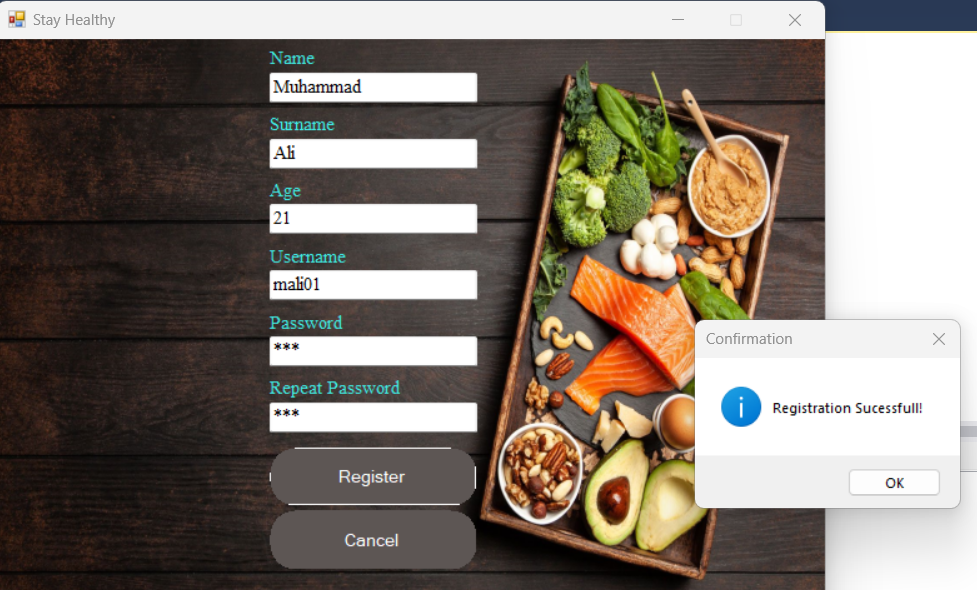 Stay Healthy
Name
Muhammad
Surname
Ali
Age
21
Username
mali01
Password
***
Repeat Password
***
Register
Cancel
Confirmation
Registration Sucessfull!
OK